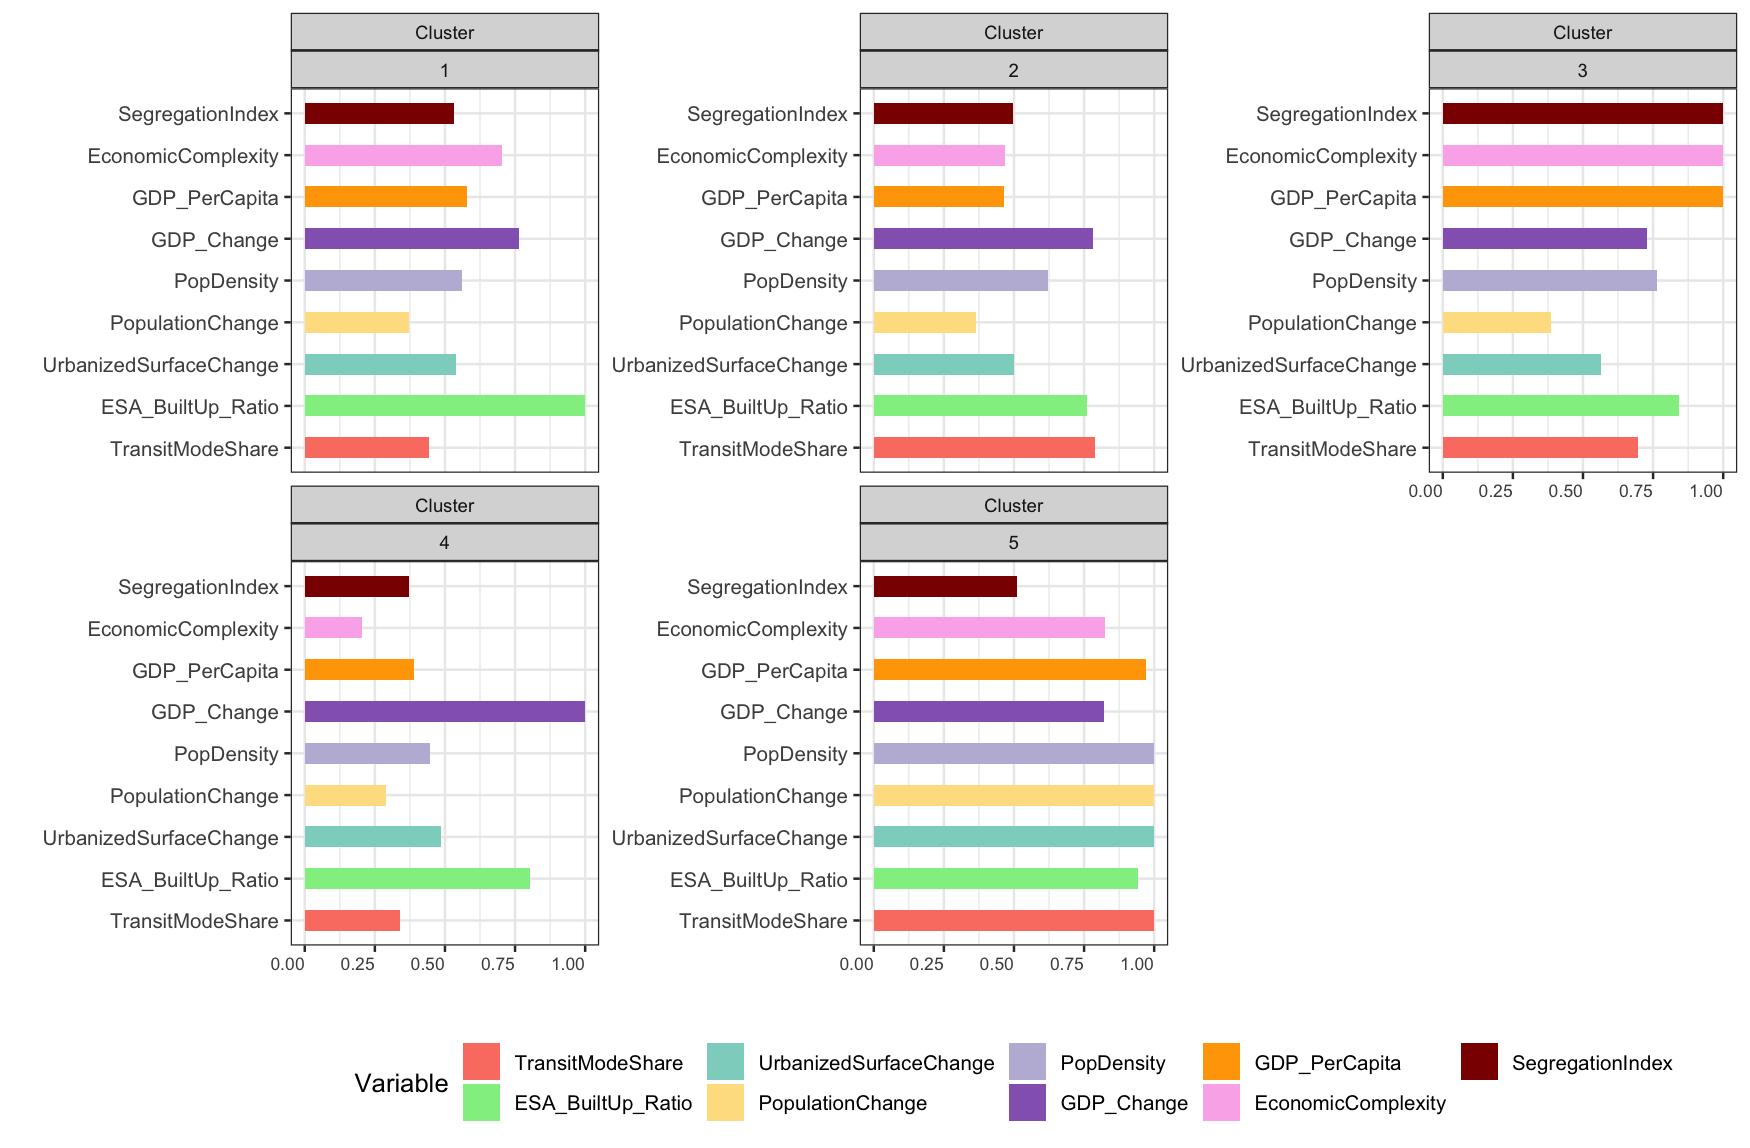 Cluster
1
SegregationIndex
EconomicComplexity
GDP_PerCapita
GDP_Change
PopDensity
PopulationChange
UrbanizedSurfaceChange
ESA_BuiltUp_Ratio
TransitModeShare
Cluster
2
SegregationIndex
EconomicComplexity
GDP_PerCapita
GDP_Change
PopDensity
PopulationChange
UrbanizedSurfaceChange
ESA_BuiltUp_Ratio
TransitModeShare
Cluster
3
SegregationIndex
EconomicComplexity
GDP_PerCapita
GDP_Change
PopDensity
PopulationChange
UrbanizedSurfaceChange
ESA_BuiltUp_Ratio
TransitModeShare
0.00 0.25 0.50 0.75 1.00
Cluster
4
SegregationIndex
EconomicComplexity
GDP_PerCapita
GDP_Change
PopDensity
PopulationChange
UrbanizedSurfaceChange
ESA_BuiltUp_Ratio
TransitModeShare
0.00 0.25 0.50 0.75 1.00
Cluster
5
SegregationIndex
EconomicComplexity
GDP_PerCapita
GDP_Change
PopDensity
PopulationChange
UrbanizedSurfaceChange
ESA_BuiltUp_Ratio
TransitModeShare
0.00 0.25 0.50 0.75 1.00
Variable
TransitModeShare UrbanizedSurfaceChange PopDensity GDP_PerCapita SegregationIndex
ESA_BuiltUp_Ratio PopulationChange GDP_Change EconomicComplexity